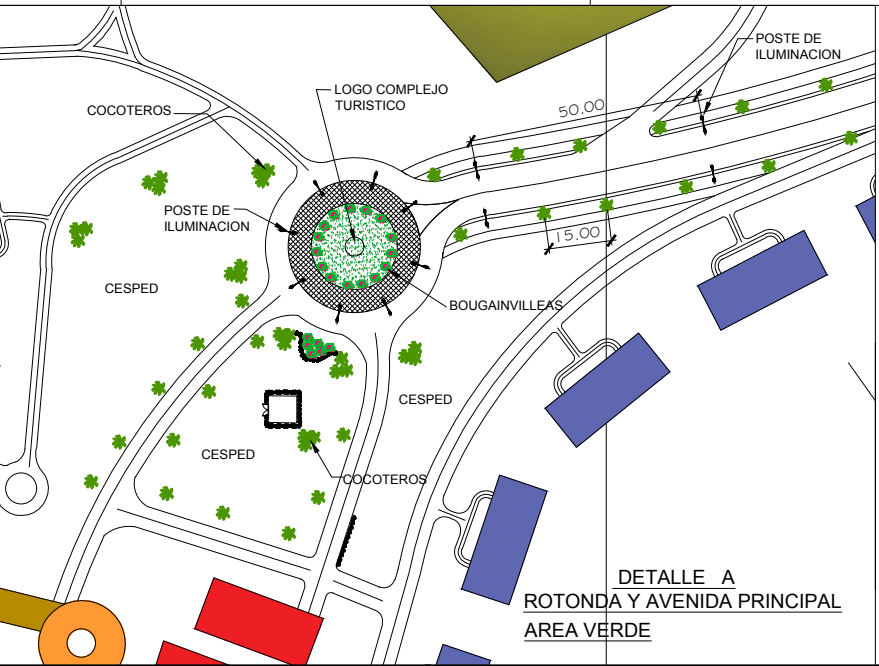 POSTE DE
ILUMINACION
LOGO COMPLEJO
TURISTICO
COCOTEROS
50.00
POSTE DE
ILUMINACION
15.00
CESPED
BOUGAINVILLEAS
CESPED
CESPED
COCOTEROS
DETALLE A
ROTONDA Y AVENIDA PRINCIPAL
AREA VERDE